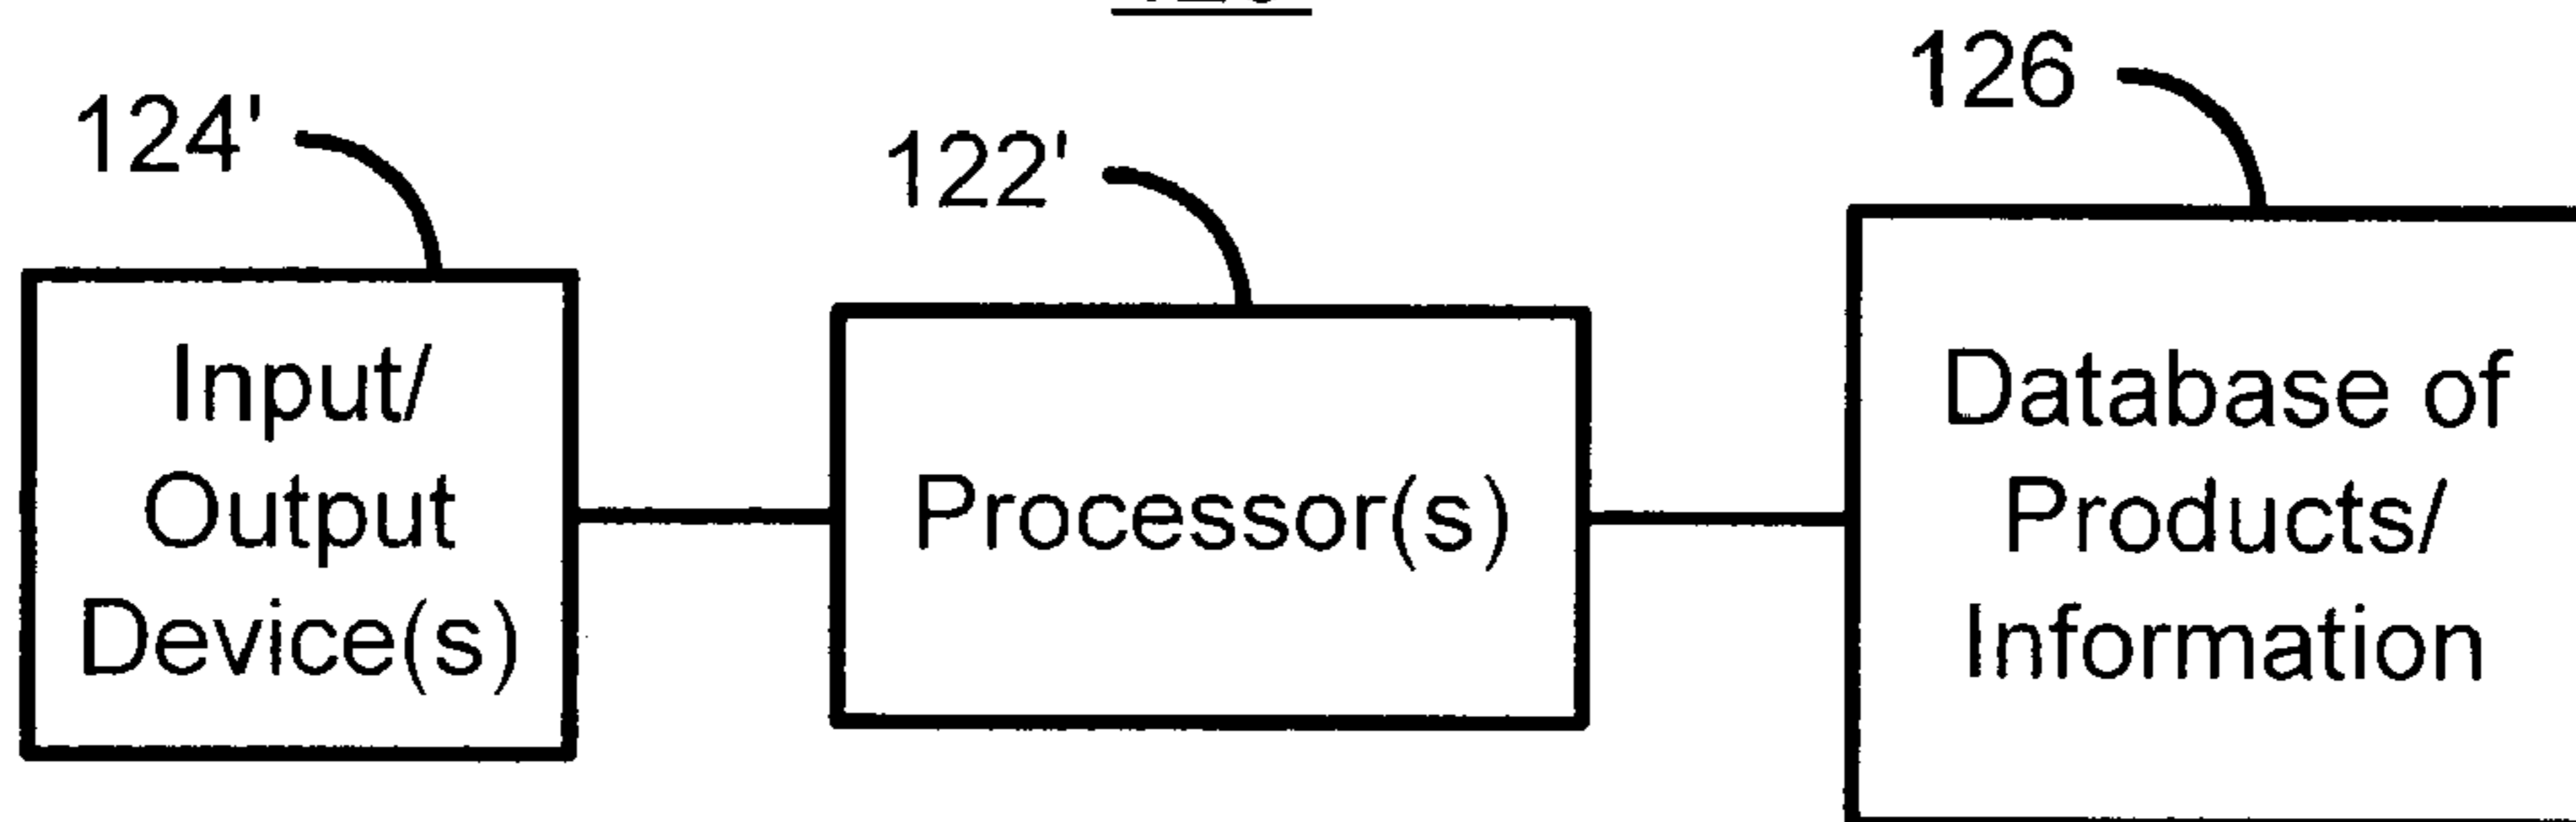 124'
122'
126
Input/
Output
Device(s)
Processor(s)
Database of
Products/
Information